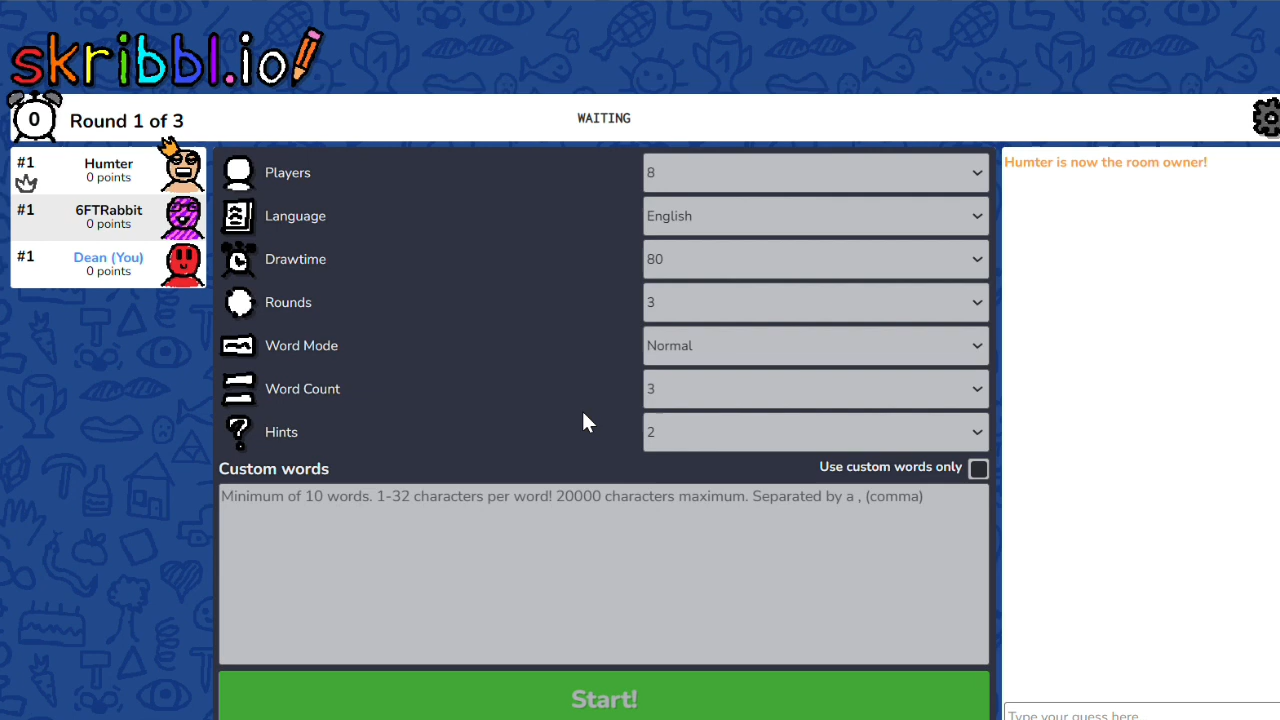 skribbl.io
0
Round 1 of 3
WAITING
#1
Humter
0 points
#1
6FTRabbit
0 points
#1
Dean (You)
0 points
Players
8
Language
English
Drawtime
80
Rounds
3
Word Mode
Normal
Word Count
3
Hints
2
Custom words
Use custom words only
Minimum of 10 words. 1-32 characters per word! 20000 characters maximum. Separated by a , (comma)
Start!
Humter is now the room owner!
Type your guess here